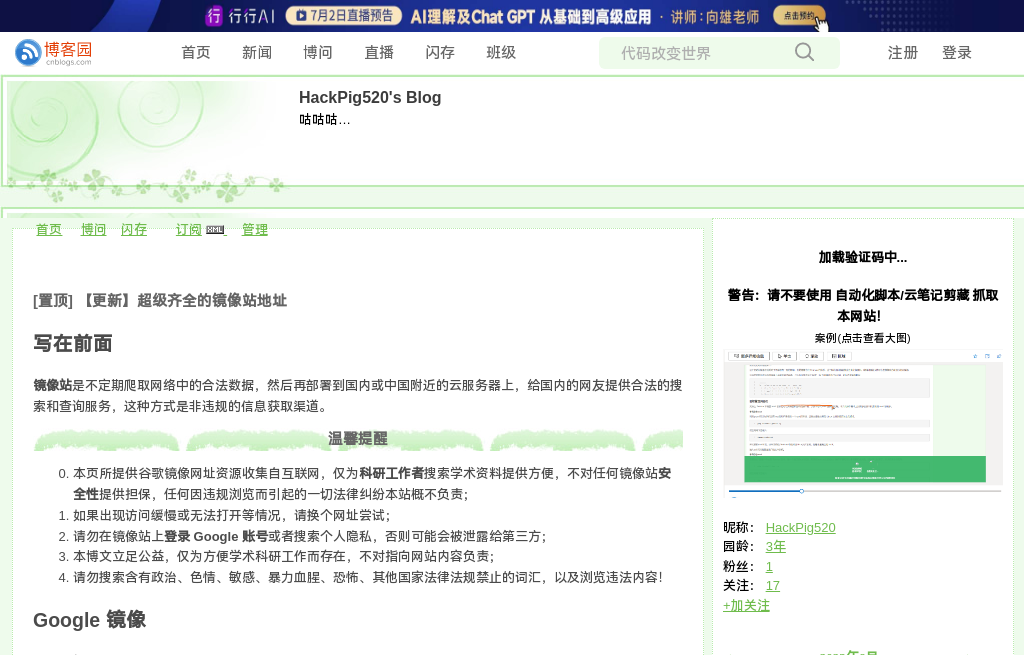 行 行行AI 7月2日直播预告 AI理解及Chat GPT 从基础到高级应用 · 讲师：向雄老师 点击预约
博客园 cnblogs.com 首页 新闻 博问 直播 闪存 班级 代码改变世界 注册 登录
HackPig520's Blog
咕咕咕...
首页 博问 闪存 订阅 XML 管理
[置顶] 【更新】超级齐全的镜像站地址
写在前面
镜像站是不定期爬取网络中的合法数据，然后再部署到国内或中国附近的云服务器上，给国内的网友提供合法的搜
索和查询服务，这种方式是非违规的信息获取渠道。
温馨提醒
0. 本页所提供谷歌镜像网址资源收集自互联网，仅为科研工作者搜索学术资料提供方便，不对任何镜像站安
全性提供担保，任何因违规浏览而引起的一切法律纠纷本站概不负责；
1. 如果出现访问缓慢或无法打开等情况，请换个网址尝试；
2. 请勿在镜像站上登录 Google 账号或者搜索个人隐私，否则可能会被泄露给第三方；
3. 本博文立足公益，仅为方便学术科研工作而存在，不对指向网站内容负责；
4. 请勿搜索含有政治、色情、敏感、暴力血腥、恐怖、其他国家法律法规禁止的词汇，以及浏览违法内容！
Google 镜像
加载验证码中...
警告：请不要使用 自动化脚本/云笔记剪藏 抓取
本网站！
案例(点击查看大图)
昵称： HackPig520
园龄： 3年
粉丝： 1
关注： 17
+加关注